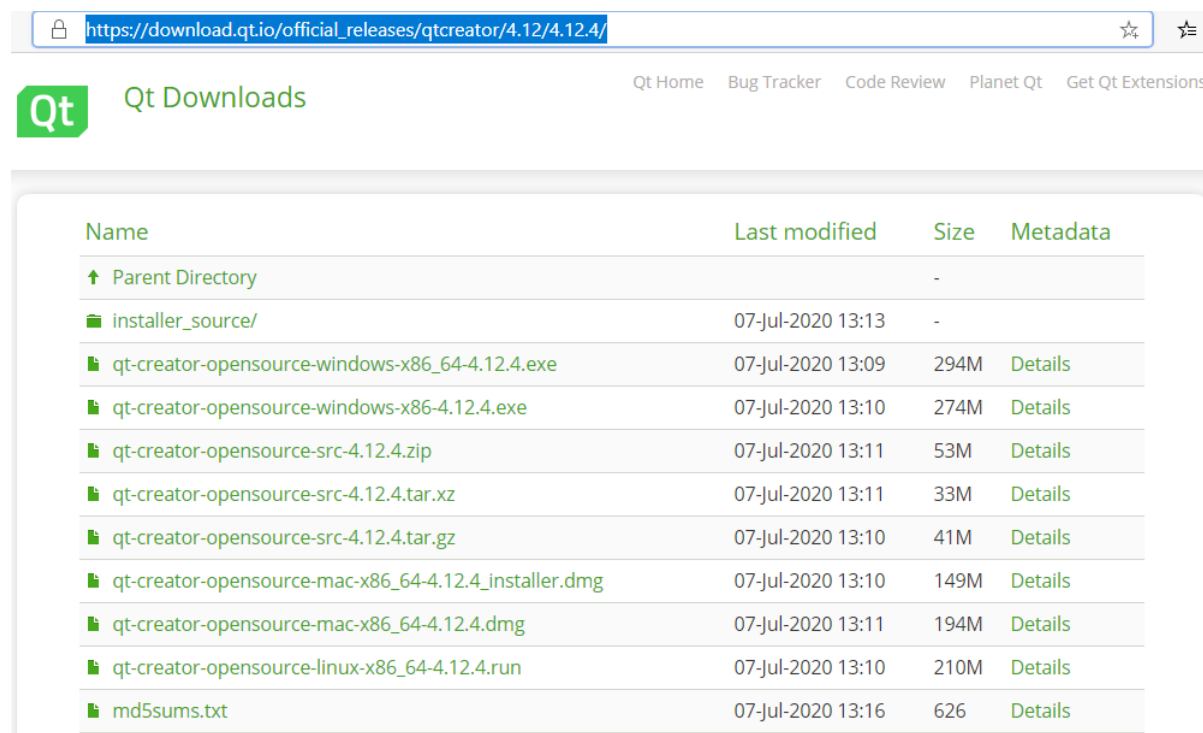 https://download.qt.io/official_releases/qtcreator/4.12/4.12.4/
Qt Home Bug Tracker Code Review Planet Qt Get Qt Extensions
Qt Qt Downloads
Name Last modified Size Metadata
Parent Directory -
installer_source/ 07-Jul-2020 13:13 -
qt-creator-opensource-windows-x86_64-4.12.4.exe 07-Jul-2020 13:09 294M Details
qt-creator-opensource-windows-x86-4.12.4.exe 07-Jul-2020 13:10 274M Details
qt-creator-opensource-src-4.12.4.zip 07-Jul-2020 13:11 53M Details
qt-creator-opensource-src-4.12.4.tar.xz 07-Jul-2020 13:11 33M Details
qt-creator-opensource-src-4.12.4.tar.gz 07-Jul-2020 13:10 41M Details
qt-creator-opensource-mac-x86_64-4.12.4_installer.dmg 07-Jul-2020 13:10 149M Details
qt-creator-opensource-mac-x86_64-4.12.4.dmg 07-Jul-2020 13:11 194M Details
qt-creator-opensource-linux-x86_64-4.12.4.run 07-Jul-2020 13:10 210M Details
md5sums.txt 07-Jul-2020 13:16 626 Details